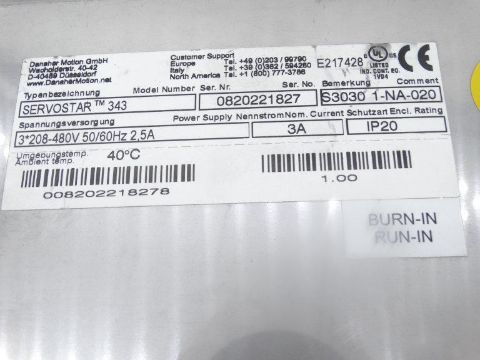 Danaher Motion GmbH
Wacholderstr. 40-42
D-40489 Düsseldorf
www.DanaherMotion.net
Customer Support
Europe Tel. +49 (0)203 / 99790
Italy Tel. +39 (0)362 / 594260
North America Tel. +1 (800) 777-3786
E217428
C UL US
LISTED
IND. CONT. EQ.
1VD4
CE
Typenbezeichnung Model Number Ser. Nr. Ser. No. Bemerkung Comment
SERVOSTAR™ 343 0820221827 S3030 1-NA-020
Spannungsversorgung Power Supply Nennstrom Nom. Current Schutzart Encl. Rating
3*208-480V 50/60Hz 2,5A 3A IP20
Umgebungstemp. 40°C
Ambient temp.
008202218278 1.00
BURN-IN
RUN-IN